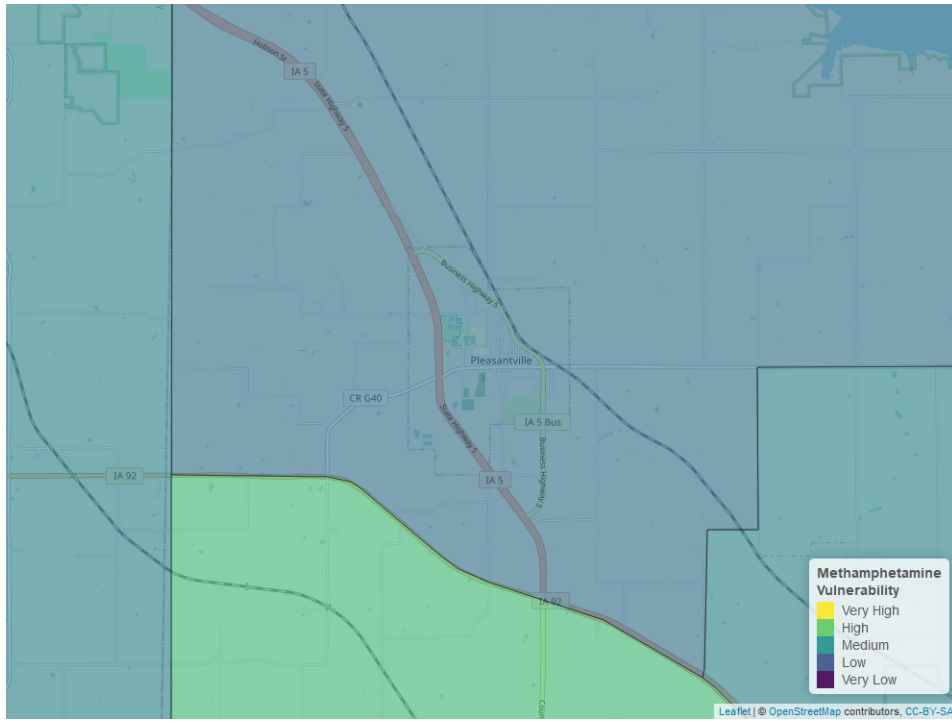 Hobson St
IA 5
State Highway 5
Business Highway 5
Pleasantville
CR G40
State Highway 5
IA 5 Bus
Business Highway 5
IA 92
IA 5
IA 92
Methamphetamine
Vulnerability
Very High
High
Medium
Low
Very Low
Coun
Leaflet | © OpenStreetMap contributors, CC-BY-SA